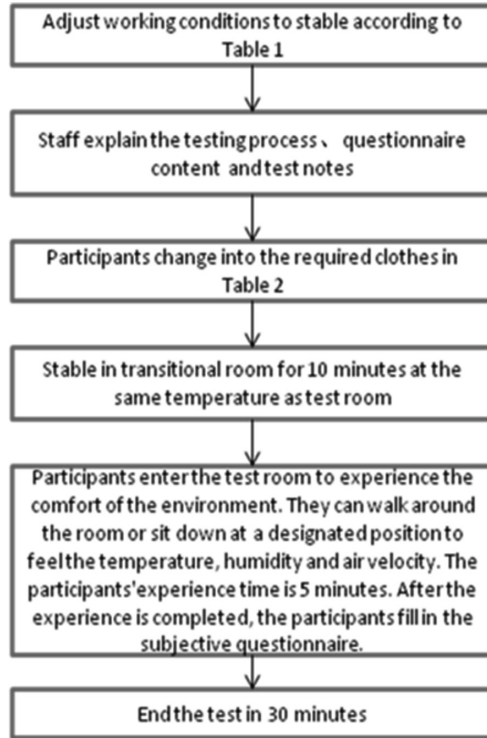 Adjust working conditions to stable according to
Table 1
Staff explain the testing process、 questionnaire
content and test notes
Participants change into the required clothes in
Table 2
Stable in transitional room for 10 minutes at the
same temperature as test room
Participants enter the test room to experience the
comfort of the environment. They can walk around
the room or sit down at a designated position to
feel the temperature, humidity and air velocity. The
participants'experience time is 5 minutes. After the
experience is completed, the participants fill in the
subjective questionnaire.
End the test in 30 minutes